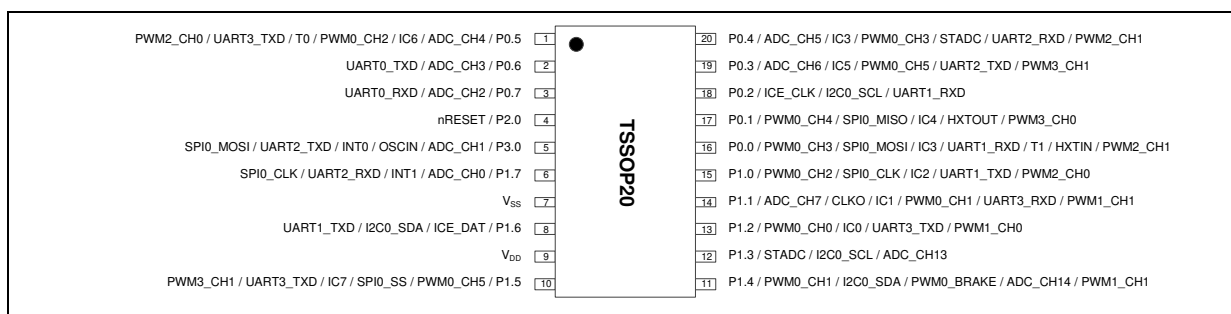 PWM2_CH0 / UART3_TXD / T0 / PWM0_CH2 / IC6 / ADC_CH4 / P0.5 1
20 P0.4 / ADC_CH5 / IC3 / PWM0_CH3 / STADC / UART2_RXD / PWM2_CH1
UART0_TXD / ADC_CH3 / P0.6 2
19 P0.3 / ADC_CH6 / IC5 / PWM0_CH5 / UART2_TXD / PWM3_CH1
UART0_RXD / ADC_CH2 / P0.7 3
18 P0.2 / ICE_CLK / I2C0_SCL / UART1_RXD
nRESET / P2.0 4
17 P0.1 / PWM0_CH4 / SPI0_MISO / IC4 / HXTOUT / PWM3_CH0
SPI0_MOSI / UART2_TXD / INT0 / OSCIN / ADC_CH1 / P3.0 5
16 P0.0 / PWM0_CH3 / SPI0_MOSI / IC3 / UART1_RXD / T1 / HXTIN / PWM2_CH1
SPI0_CLK / UART2_RXD / INT1 / ADC_CH0 / P1.7 6
15 P1.0 / PWM0_CH2 / SPI0_CLK / IC2 / UART1_TXD / PWM2_CH0
VSS 7
14 P1.1 / ADC_CH7 / CLKO / IC1 / PWM0_CH1 / UART3_RXD / PWM1_CH1
UART1_TXD / I2C0_SDA / ICE_DAT / P1.6 8
13 P1.2 / PWM0_CH0 / IC0 / UART3_TXD / PWM1_CH0
VDD 9
12 P1.3 / STADC / I2C0_SCL / ADC_CH13
PWM3_CH1 / UART3_TXD / IC7 / SPI0_SS / PWM0_CH5 / P1.5 10
11 P1.4 / PWM0_CH1 / I2C0_SDA / PWM0_BRAKE / ADC_CH14 / PWM1_CH1
TSSOP20